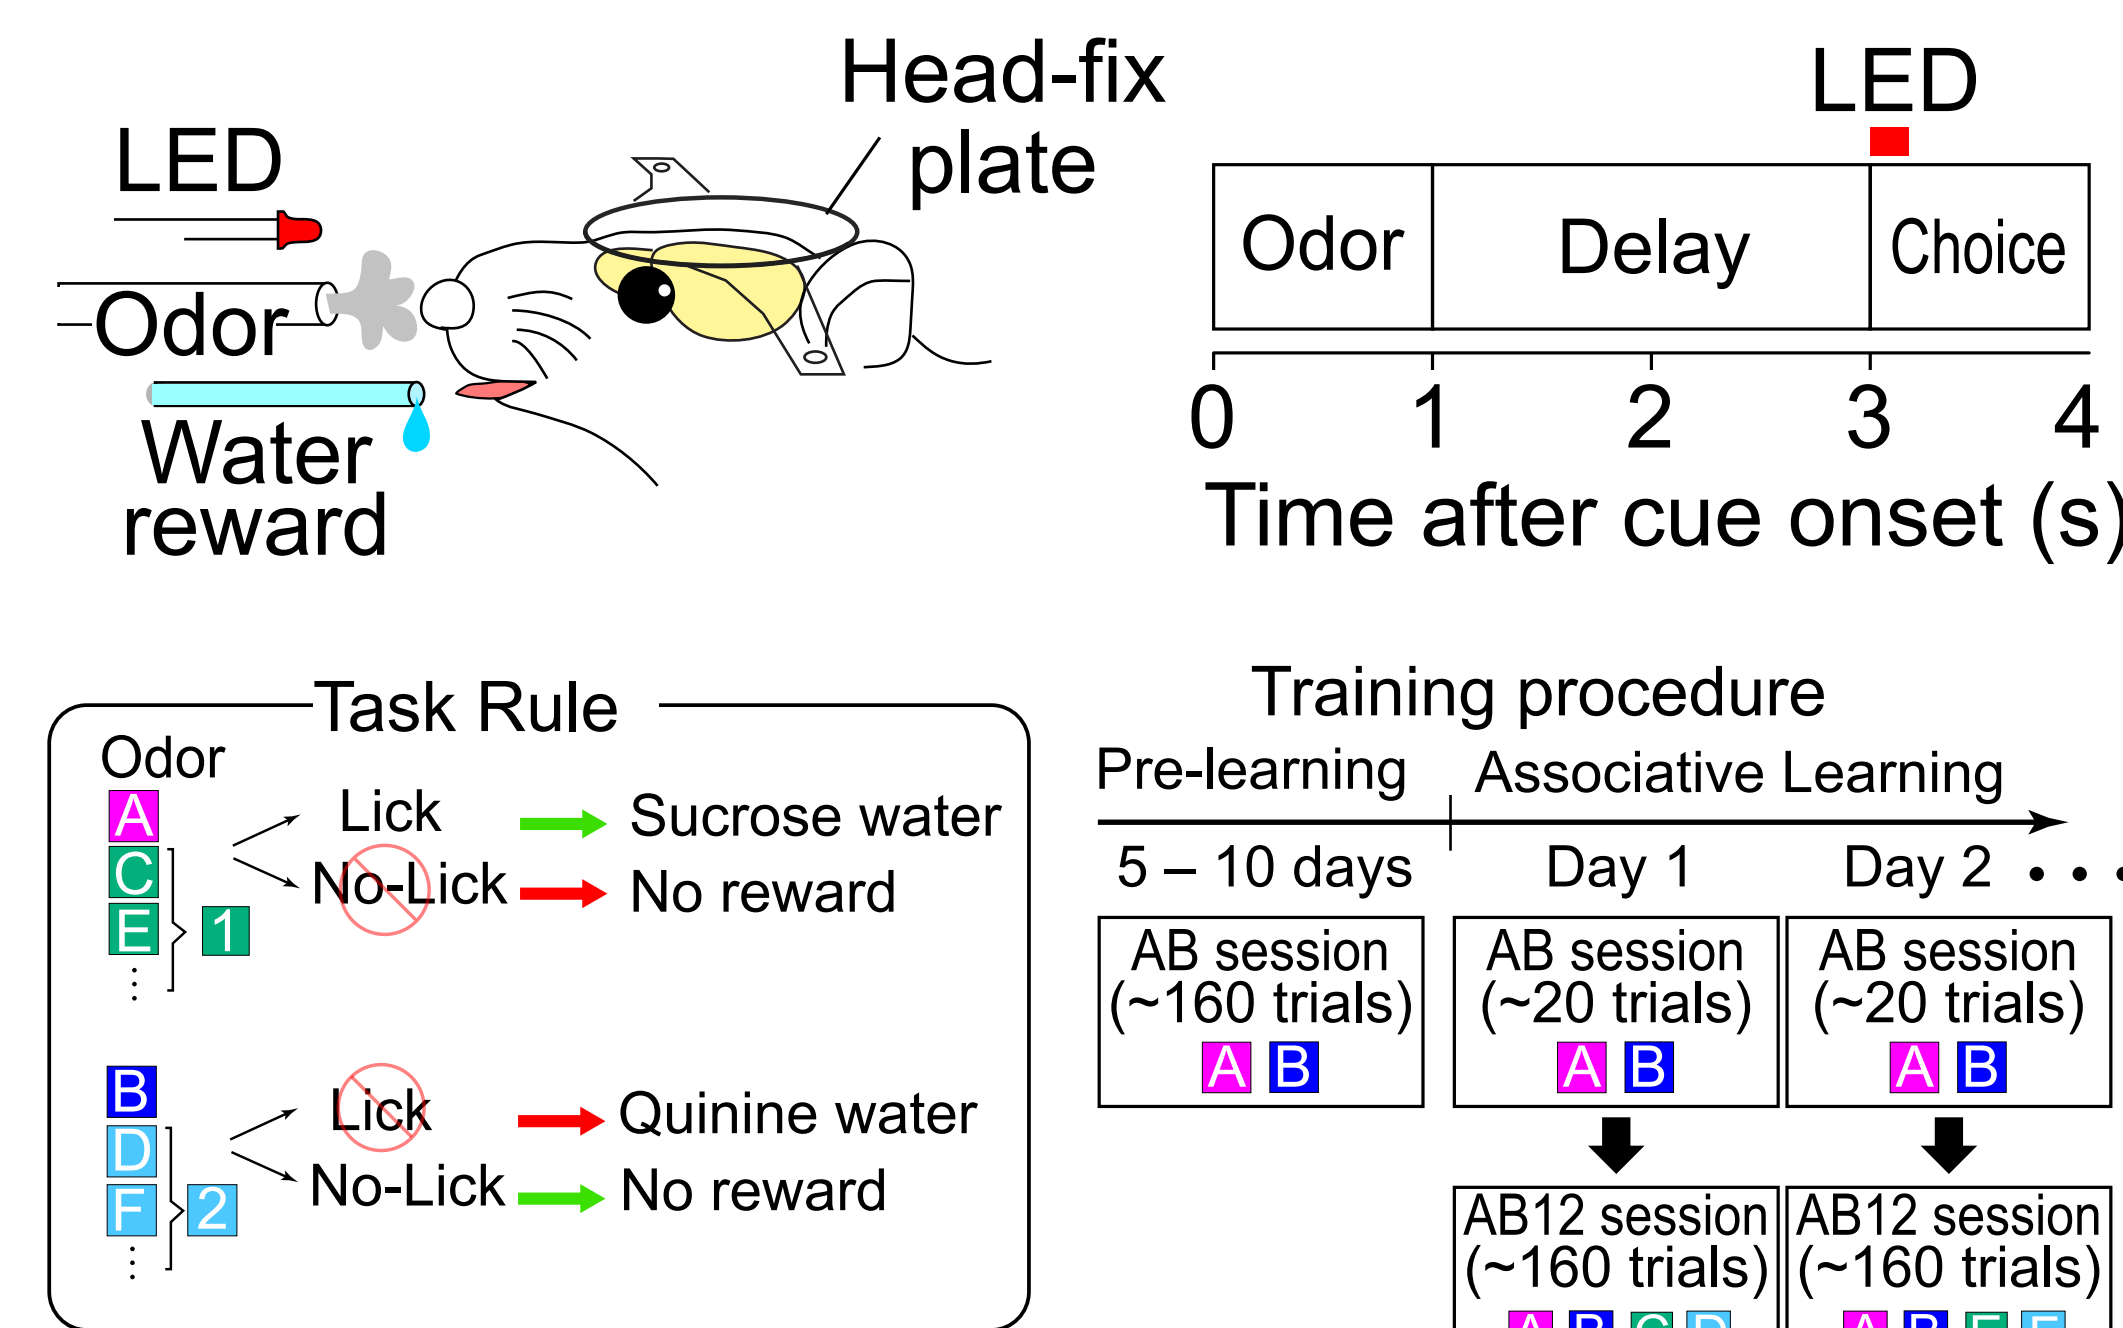 LED
Odor
Water
reward
Head-fix
plate
LED
Odor Delay Choice
0 1 2 3 4
Time after cue onset (s)
Task Rule
Odor
A
C
E
1
Lick
Sucrose water
No-Lick
No reward
B
D
F
2
Lick
Quinine water
No-Lick
No reward
Training procedure
Pre-learning
Associative Learning
5 – 10 days
Day 1
Day 2 • • •
AB session
(~160 trials)
A B
AB session
(~20 trials)
A B
AB session
(~20 trials)
A B
AB12 session
(~160 trials)
A B C D
AB12 session
(~160 trials)
A B E F